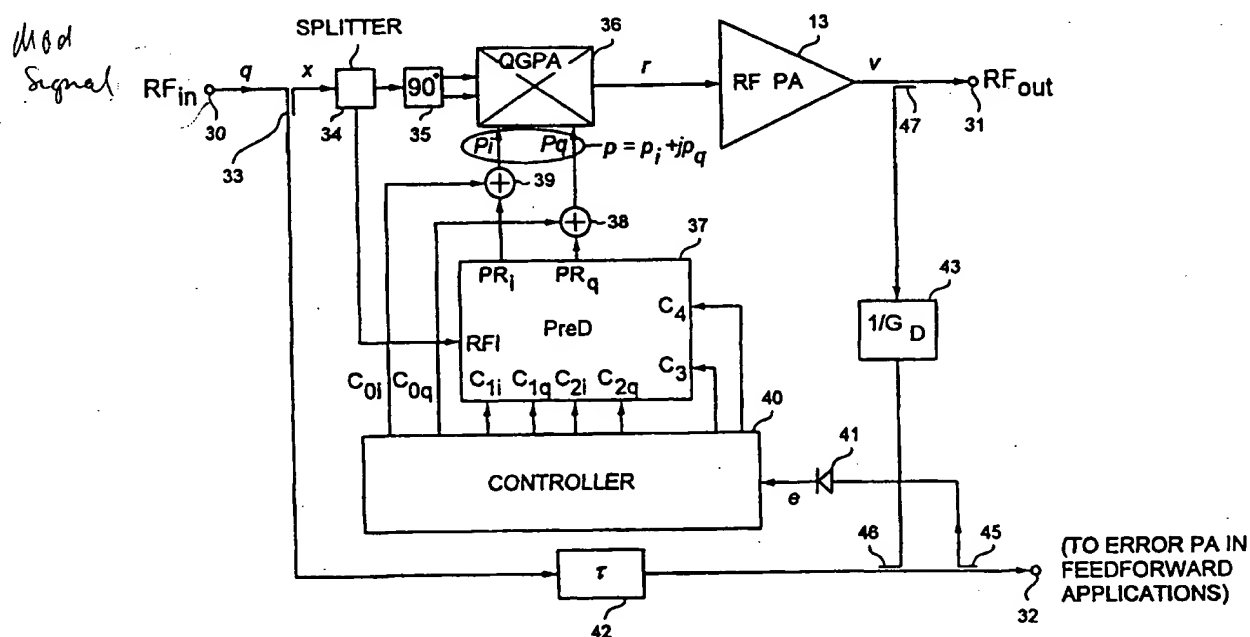 Mod
Signal
SPLITTER
RFin
30
q
x
33
34
90°
35
QGPA
36
r
RF PA
13
v
47
RFout
31
Pi
Pq
p = pi + jpq
39
38
37
PRi
PRq
PreD
RFI
C4
C3
C0i
C0q
C1i
C1q
C2i
C2q
40
CONTROLLER
e
41
43
1/GD
τ
42
46
45
32
(TO ERROR PA IN
FEEDFORWARD
APPLICATIONS)